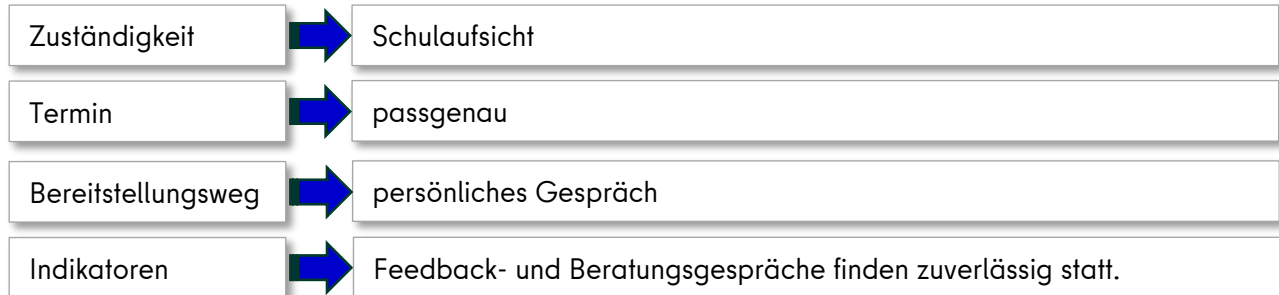 Zuständigkeit Schulaufsicht
Termin passgenau
Bereitstellungsweg persönliches Gespräch
Indikatoren Feedback- und Beratungsgespräche finden zuverlässig statt.